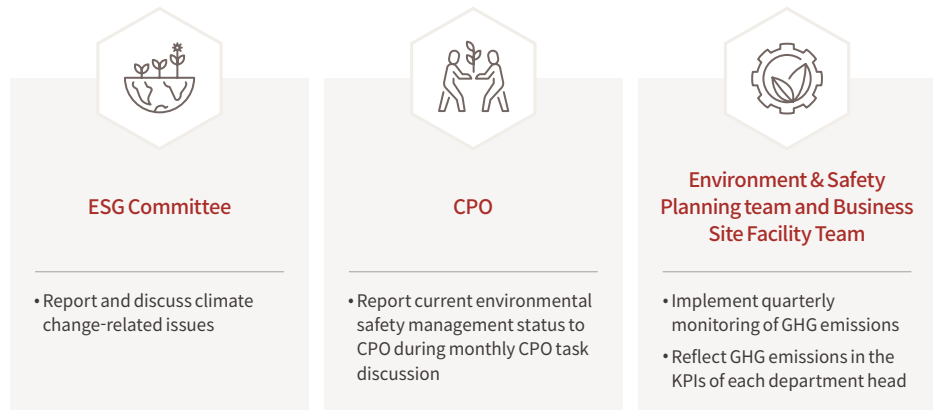 ESG Committee
• Report and discuss climate
change-related issues
CPO
• Report current environmental
safety management status to
CPO during monthly CPO task
discussion
Environment & Safety
Planning team and Business
Site Facility Team
• Implement quarterly
monitoring of GHG emissions
• Reflect GHG emissions in the
KPIs of each department head